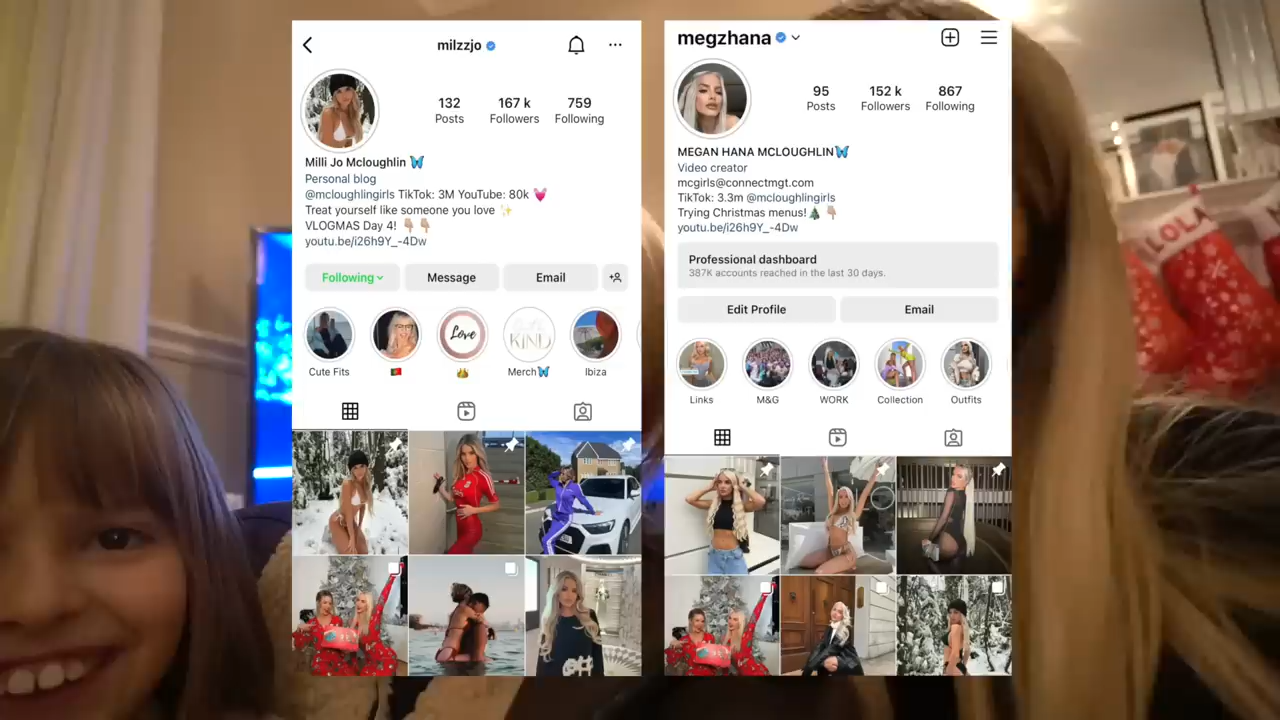 milzzjo
132
Posts
167 k
Followers
759
Following
Milli Jo Mcloughlin 🦋
Personal blog
@mcloughlingirls TikTok: 3M YouTube: 80k 💓
Treat yourself like someone you love ✨
VLOGMAS Day 4! 👇🏼👇🏼
youtu.be/i26h9Y_-4Dw
Following
Message
Email
Love
KIND
Cute Fits
🇵🇹
👑
Merch🦋
Ibiza
megzhana
95
Posts
152 k
Followers
867
Following
MEGAN HANA MCLOUGHLIN🦋
Video creator
mcgirls@connectmgt.com
TikTok: 3.3m @mcloughlingirls
Trying Christmas menus!🎄 👇🏼
youtu.be/i26h9Y_-4Dw
Professional dashboard
387K accounts reached in the last 30 days.
Edit Profile
Email
Links
M&G
WORK
Collection
Outfits
LOLA